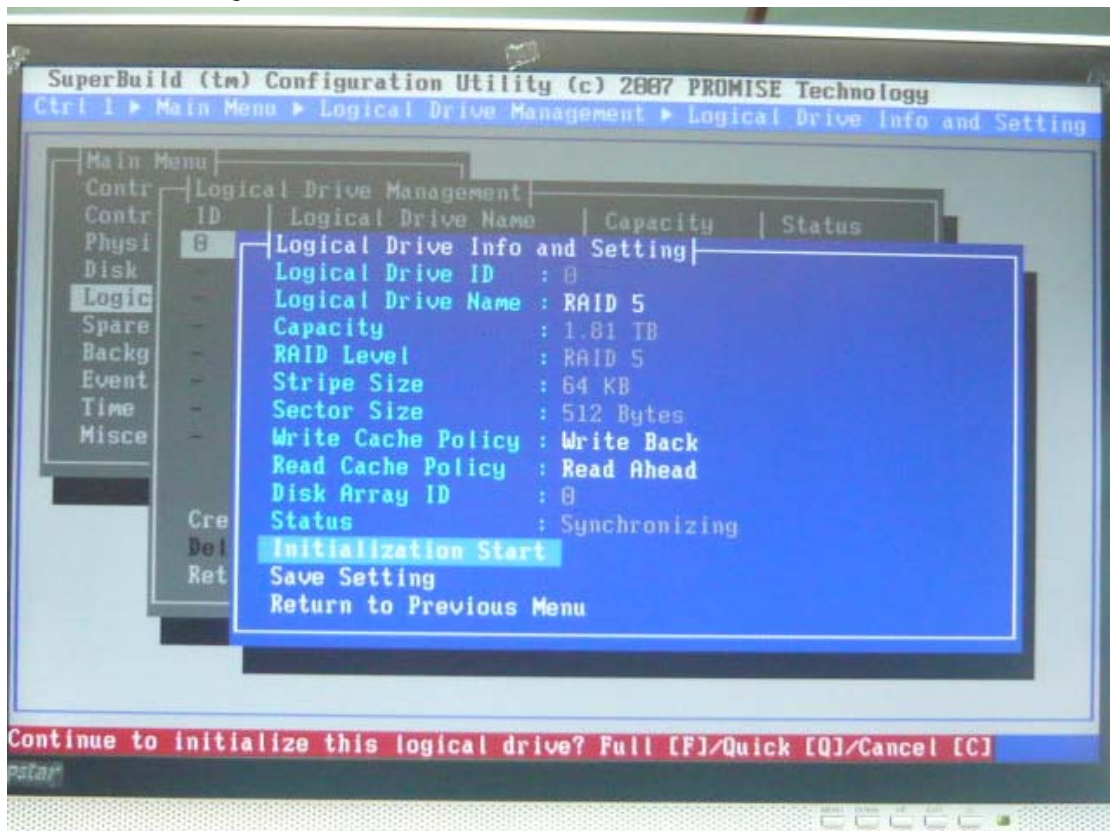 SuperBuild (tm) Configuration Utility (c) 2007 PROMISE Technology
Ctrl 1 ▶ Main Menu ▶ Logical Drive Management ▶ Logical Drive Info and Setting
Main Menu
Contr
Contr
Physi
Disk
Logic
Spare
Backg
Event
Time
Misce
Logical Drive Management
ID | Logical Drive Name | Capacity | Status
0
-
-
-
-
-
-
-
Cre
Del
Ret
Logical Drive Info and Setting
Logical Drive ID : 0
Logical Drive Name : RAID 5
Capacity : 1.81 TB
RAID Level : RAID 5
Stripe Size : 64 KB
Sector Size : 512 Bytes
Write Cache Policy : Write Back
Read Cache Policy : Read Ahead
Disk Array ID : 0
Status : Synchronizing
Initialization Start
Save Setting
Return to Previous Menu
Continue to initialize this logical drive? Full [F]/Quick [Q]/Cancel [C]